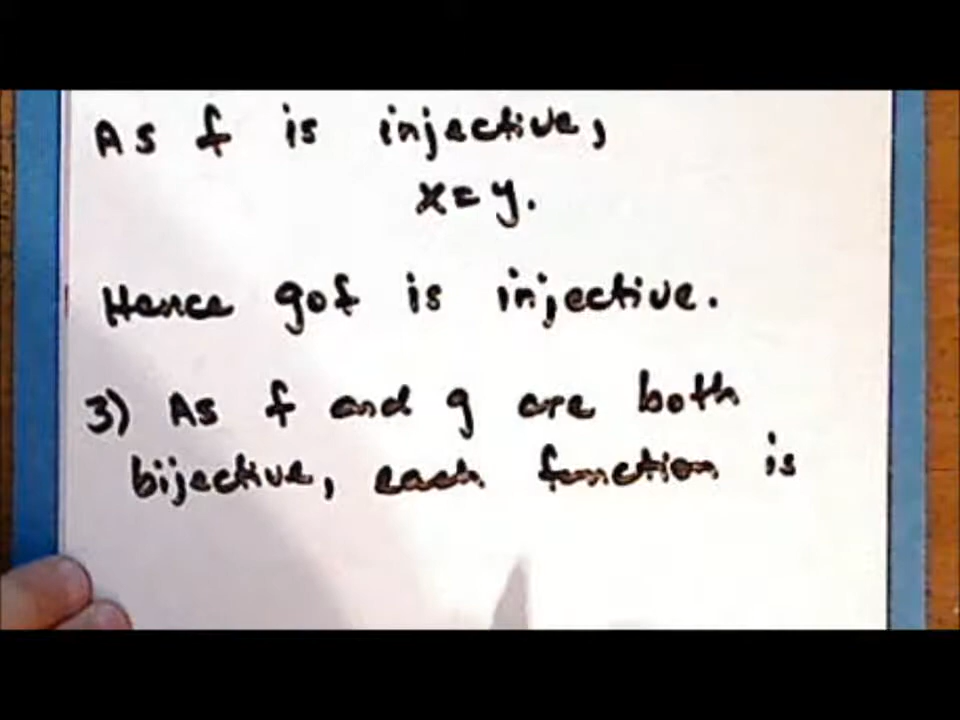 As f is injective,
x = y.
Hence gof is injective.
3) As f and g are both
bijective, each function is